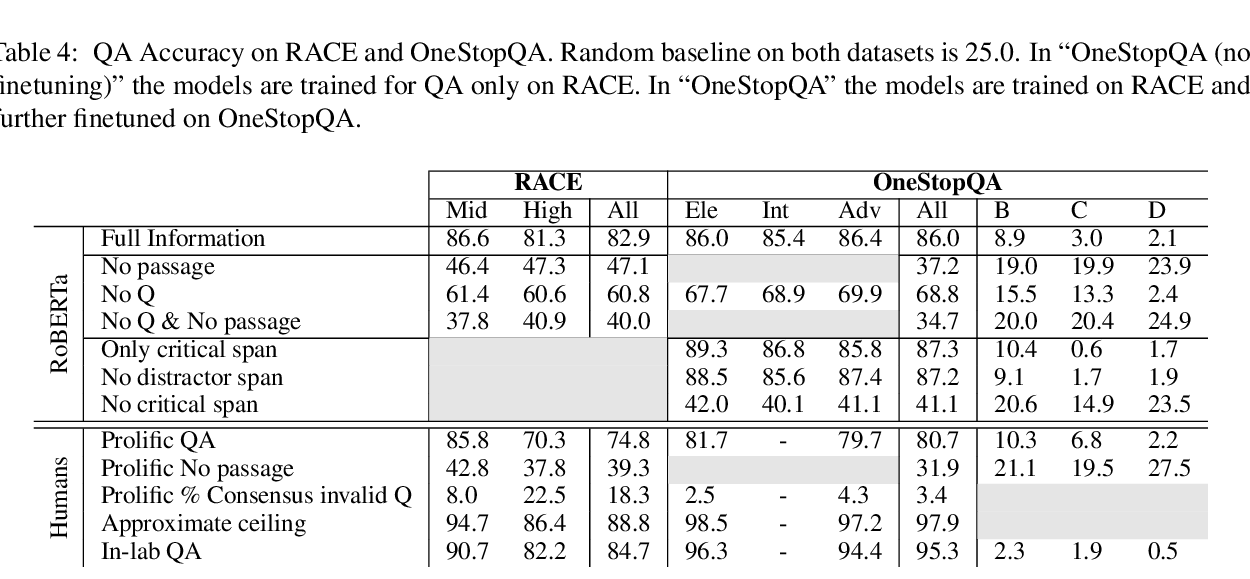 Table 4: QA Accuracy on RACE and OneStopQA. Random baseline on both datasets is 25.0. In “OneStopQA (no
finetuning)” the models are trained for QA only on RACE. In “OneStopQA” the models are trained on RACE and
further finetuned on OneStopQA.
RACE OneStopQA
Mid High All Ele Int Adv All B C D
RoBERTa
Full Information 86.6 81.3 82.9 86.0 85.4 86.4 86.0 8.9 3.0 2.1
No passage 46.4 47.3 47.1 37.2 19.0 19.9 23.9
No Q 61.4 60.6 60.8 67.7 68.9 69.9 68.8 15.5 13.3 2.4
No Q & No passage 37.8 40.9 40.0 34.7 20.0 20.4 24.9
Only critical span 89.3 86.8 85.8 87.3 10.4 0.6 1.7
No distractor span 88.5 85.6 87.4 87.2 9.1 1.7 1.9
No critical span 42.0 40.1 41.1 41.1 20.6 14.9 23.5
Humans
Prolific QA 85.8 70.3 74.8 81.7 - 79.7 80.7 10.3 6.8 2.2
Prolific No passage 42.8 37.8 39.3 31.9 21.1 19.5 27.5
Prolific % Consensus invalid Q 8.0 22.5 18.3 2.5 - 4.3 3.4
Approximate ceiling 94.7 86.4 88.8 98.5 - 97.2 97.9
In-lab QA 90.7 82.2 84.7 96.3 - 94.4 95.3 2.3 1.9 0.5